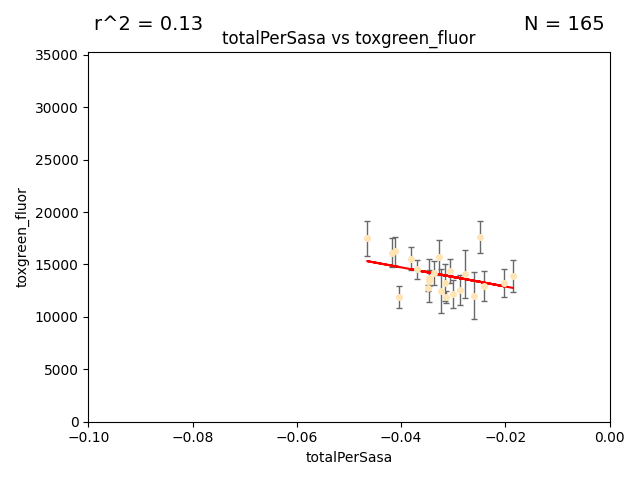 r^2 = 0.13
N = 165
totalPerSasa vs toxgreen_fluor
35000
30000
25000
20000
15000
10000
5000
0
toxgreen_fluor
−0.10
−0.08
−0.06
−0.04
−0.02
0.00
totalPerSasa